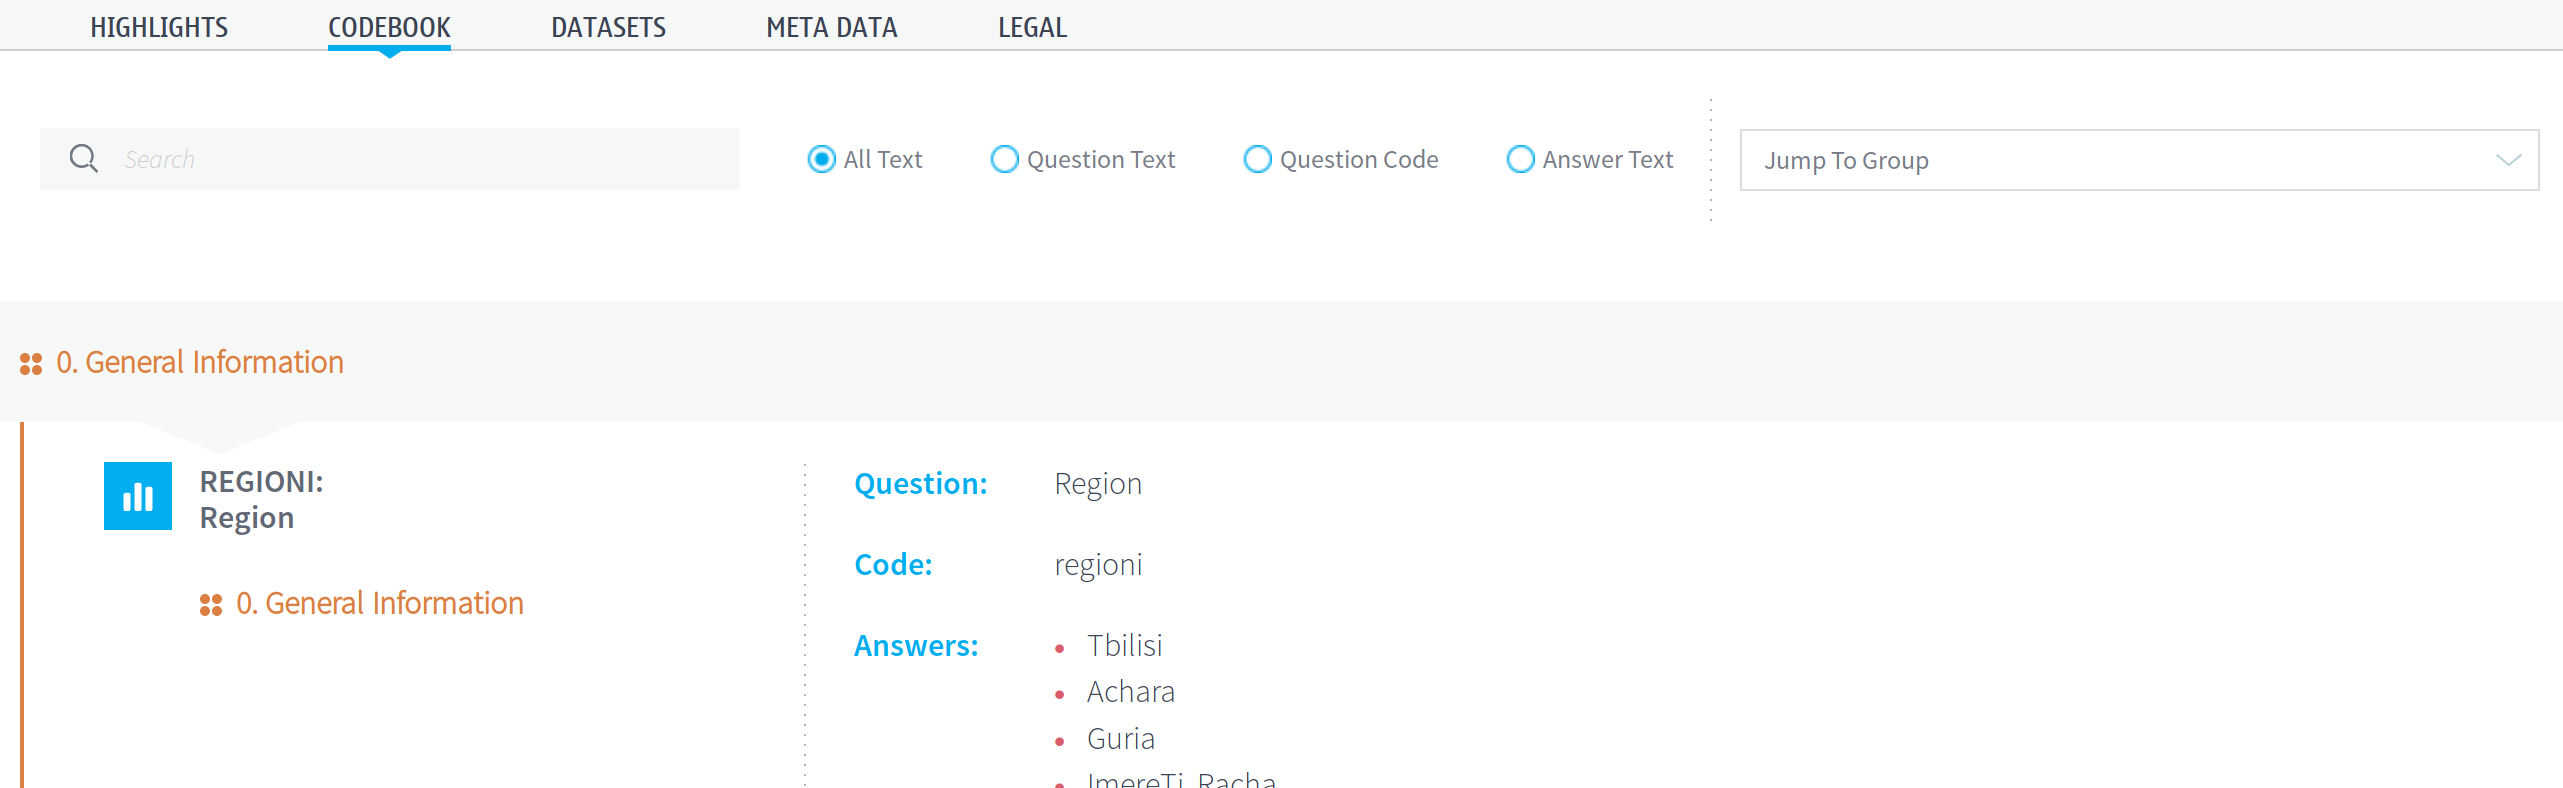 HIGHLIGHTS CODEBOOK DATASETS META DATA LEGAL
Search All Text Question Text Question Code Answer Text Jump To Group
0. General Information
REGIONI:
Region
0. General Information
Question: Region
Code: regioni
Answers: • Tbilisi
• Achara
• Guria
• ImereTi, Racha